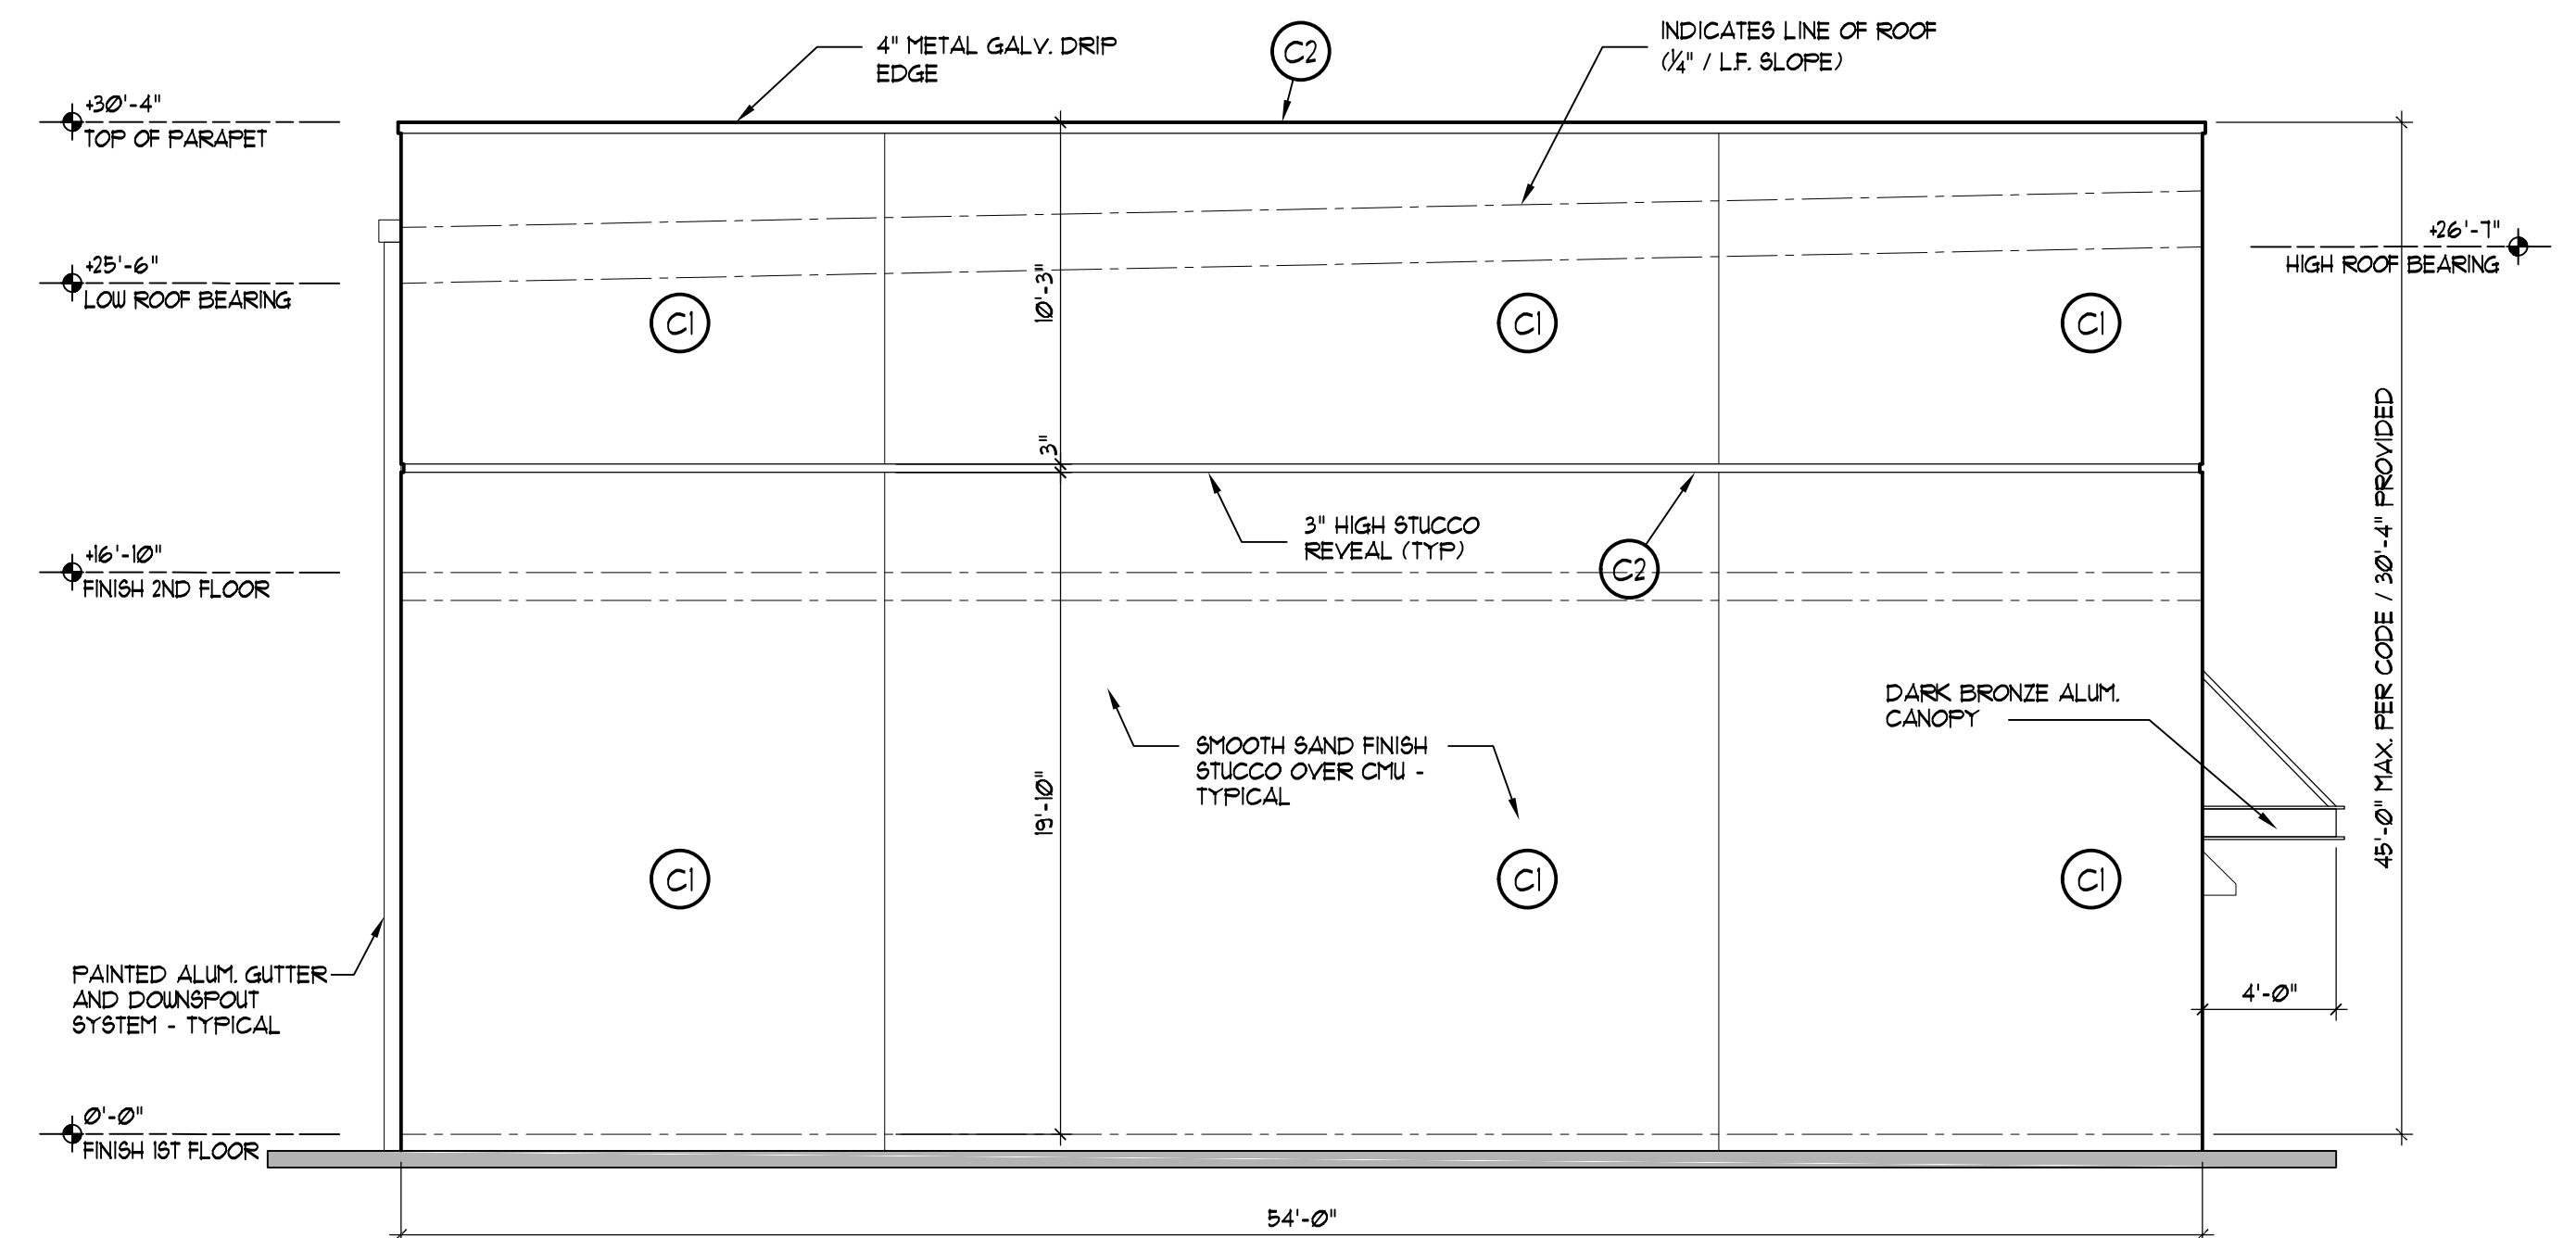 4" METAL GALV. DRIP
EDGE
C2
INDICATES LINE OF ROOF
(1/4" / L.F. SLOPE)
+30'-4"
TOP OF PARAPET
+25'-6"
LOW ROOF BEARING
+26'-7"
HIGH ROOF BEARING
10'-3"
C1
C1
C1
3"
45'-0" MAX. PER CODE / 30'-4" PROVIDED
3" HIGH STUCCO
REVEAL (TYP)
C2
+16'-10"
FINISH 2ND FLOOR
DARK BRONZE ALUM.
CANOPY
SMOOTH SAND FINISH
STUCCO OVER CMU -
TYPICAL
19'-10"
C1
C1
C1
PAINTED ALUM. GUTTER
AND DOWNSPOUT
SYSTEM - TYPICAL
4'-0"
0'-0"
FINISH 1ST FLOOR
54'-0"